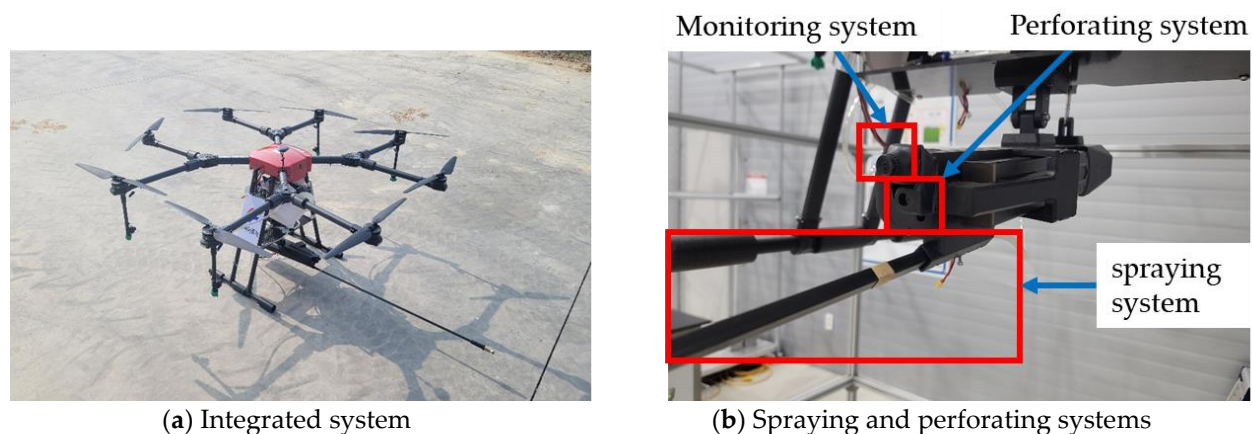 Monitoring system
Perforating system
spraying
system
(a) Integrated system
(b) Spraying and perforating systems